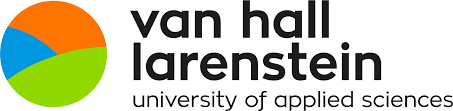 van hall
larenstein
university of applied sciences